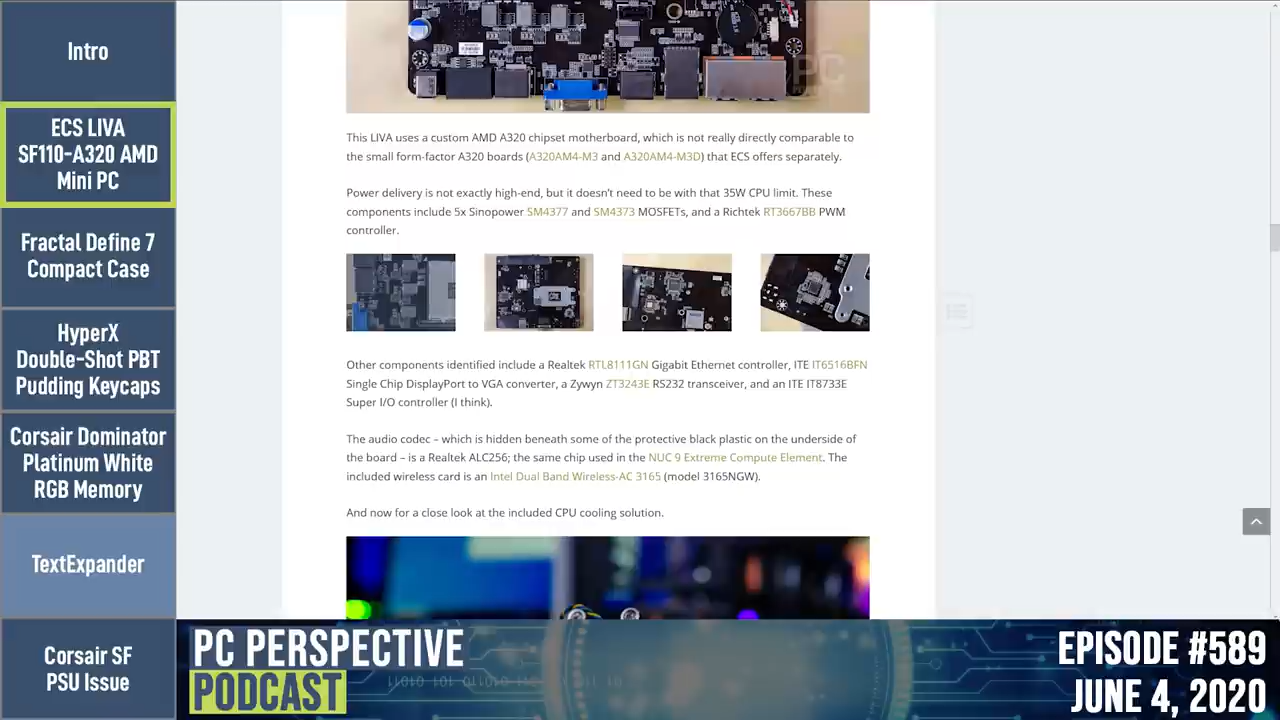 Intro
ECS LIVA
SF110-A320 AMD
Mini PC
Fractal Define 7
Compact Case
HyperX
Double-Shot PBT
Pudding Keycaps
Corsair Dominator
Platinum White
RGB Memory
TextExpander
Corsair SF
PSU Issue
PC
This LIVA uses a custom AMD A320 chipset motherboard, which is not really directly comparable to
the small form-factor A320 boards (A320AM4-M3 and A320AM4-M3D) that ECS offers separately.
Power delivery is not exactly high-end, but it doesn’t need to be with that 35W CPU limit. These
components include 5x Sinopower SM4377 and SM4373 MOSFETs, and a Richtek RT3667BB PWM
controller.
Other components identified include a Realtek RTL8111GN Gigabit Ethernet controller, ITE IT6516BFN
Single Chip DisplayPort to VGA converter, a Zywyn ZT3243E RS232 transceiver, and an ITE IT8733E
Super I/O controller (I think).
The audio codec – which is hidden beneath some of the protective black plastic on the underside of
the board – is a Realtek ALC256; the same chip used in the NUC 9 Extreme Compute Element. The
included wireless card is an Intel Dual Band Wireless-AC 3165 (model 3165NGW).
And now for a close look at the included CPU cooling solution.
PC PERSPECTIVE
PODCAST
EPISODE #589
JUNE 4, 2020